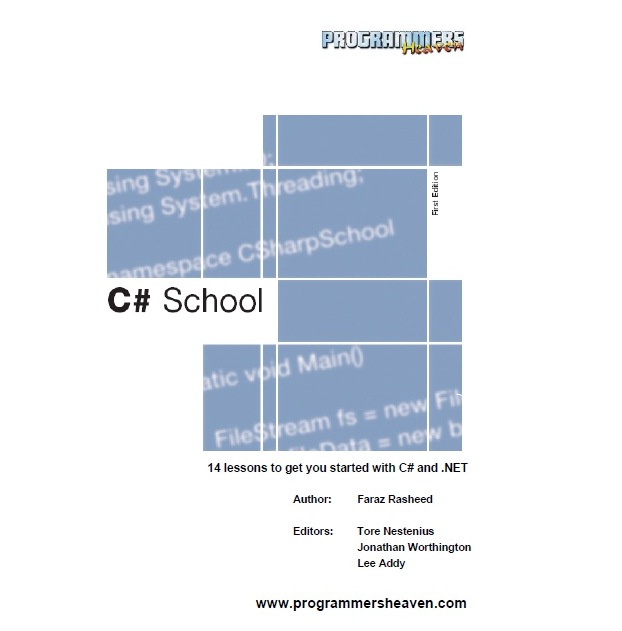 PROGRAMMERS
Heaven
First Edition
sing System.Threading;
namespace CSharpSchool
C# School
atic void Main()
FileStream fs = new Fil
fileData = new b
14 lessons to get you started with C# and .NET
Author: Faraz Rasheed
Editors: Tore Nestenius
Jonathan Worthington
Lee Addy
www.programmersheaven.com